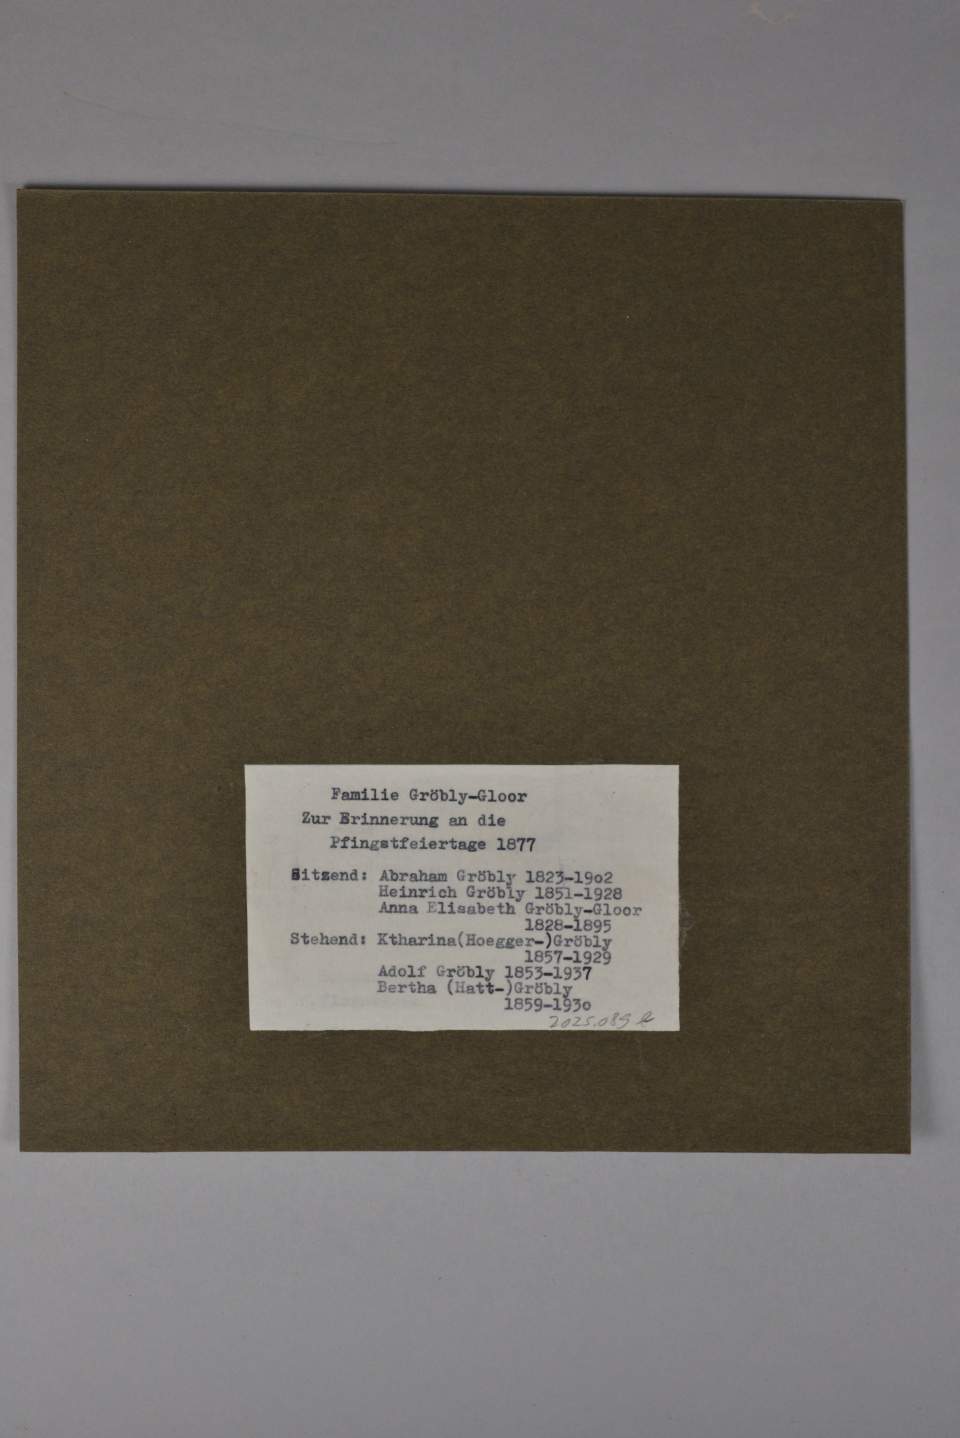 Familie Gröbly-Gloor
Zur Erinnerung an die
Pfingstfeiertage 1877
Sitzend: Abraham Gröbly 1823-19o2
Heinrich Gröbly 1851-1928
Anna Elisabeth Gröbly-Gloor
1828-1895
Stehend: Ktharina(Hoegger-)Gröbly
1857-1929
Adolf Gröbly 1853-1937
Bertha (Hatt-)Gröbly
1859-193o
2025.089